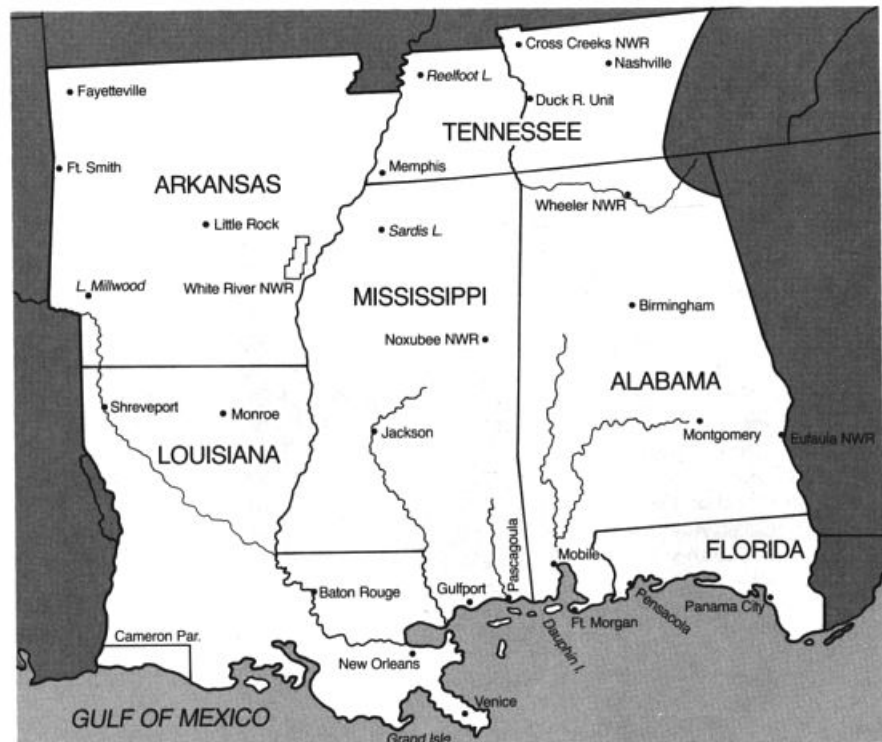 Cross Creeks NWR
Nashville
Reelfoot L.
Fayetteville
Duck R. Unit
TENNESSEE
Ft. Smith
Memphis
ARKANSAS
Wheeler NWR
Little Rock
Sardis L.
L. Millwood
White River NWR
MISSISSIPPI
Birmingham
Noxubee NWR
ALABAMA
Shreveport
Monroe
Jackson
Montgomery
Eufaula NWR
LOUISIANA
FLORIDA
Pascagoula
Mobile
Baton Rouge
Gulfport
Pensacola
Panama City
Ft. Morgan
Dauphin I.
Cameron Par.
New Orleans
Venice
GULF OF MEXICO
Grand Isle